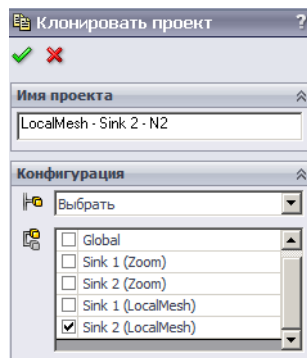 Клонировать проект ?
Имя проекта
LocalMesh - Sink 2 - N2
Конфигурация
Выбрать
Global
Sink 1 (Zoom)
Sink 2 (Zoom)
Sink 1 (LocalMesh)
Sink 2 (LocalMesh)